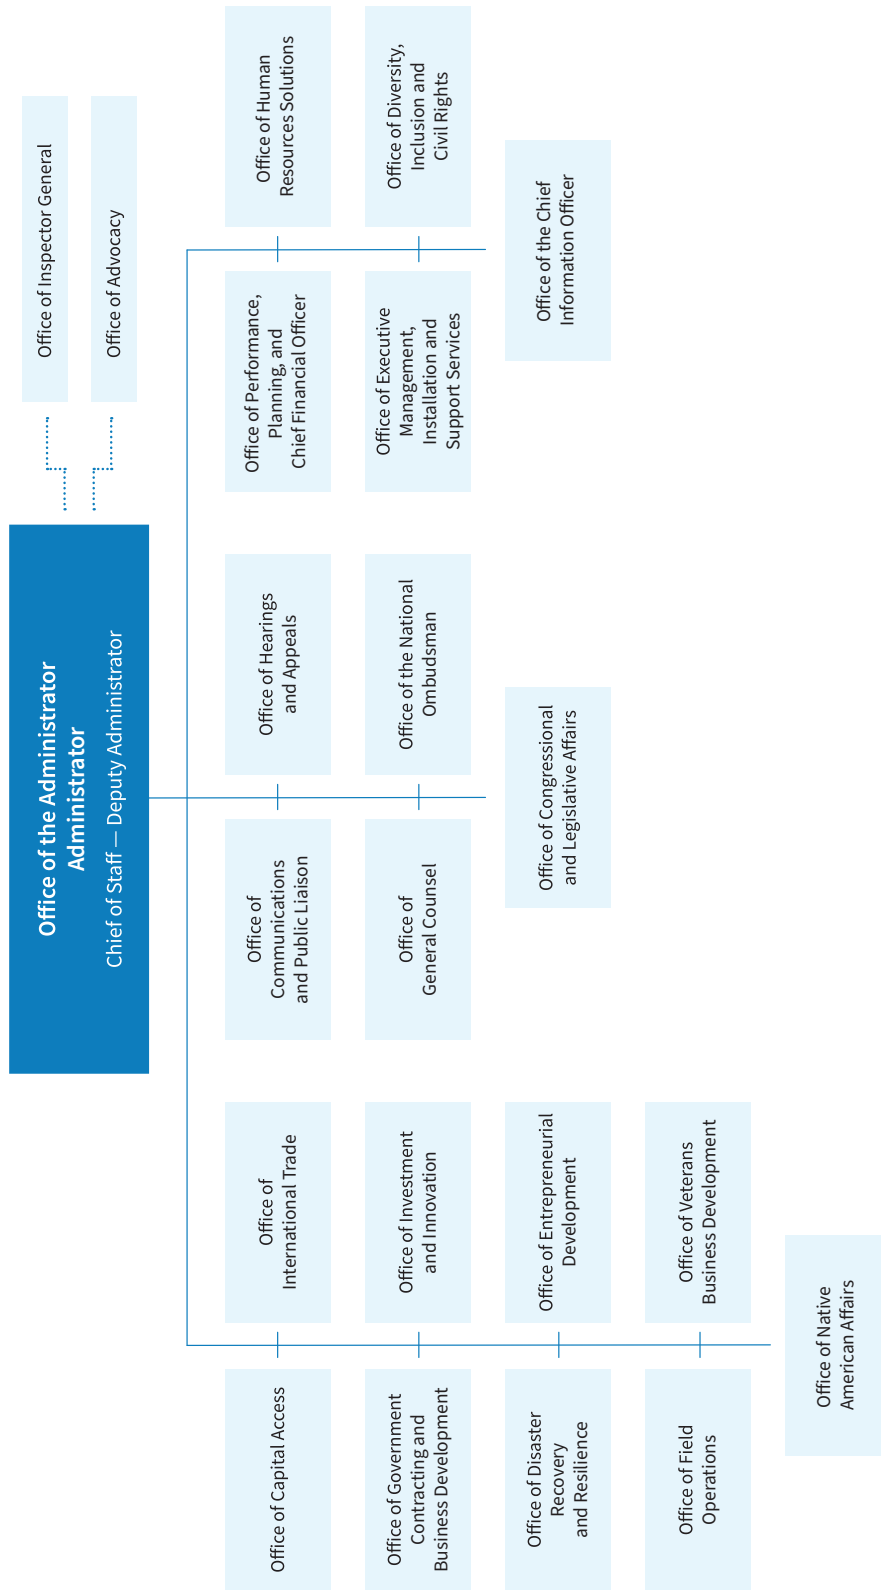 Office of the Administrator
Administrator
Chief of Staff — Deputy Administrator
Office of Inspector General
Office of Advocacy
Office of Capital Access
Office of
International Trade
Office of Government
Contracting and
Business Development
Office of Investment
and Innovation
Office of Disaster
Recovery
and Resilience
Office of Entrepreneurial
Development
Office of Field
Operations
Office of Veterans
Business Development
Office of Native
American Affairs
Office of
Communications
and Public Liaison
Office of Hearings
and Appeals
Office of
General Counsel
Office of the National
Ombudsman
Office of Congressional
and Legislative Affairs
Office of Performance,
Planning, and
Chief Financial Officer
Office of Human
Resources Solutions
Office of Executive
Management,
Installation and
Support Services
Office of Diversity,
Inclusion and
Civil Rights
Office of the Chief
Information Officer